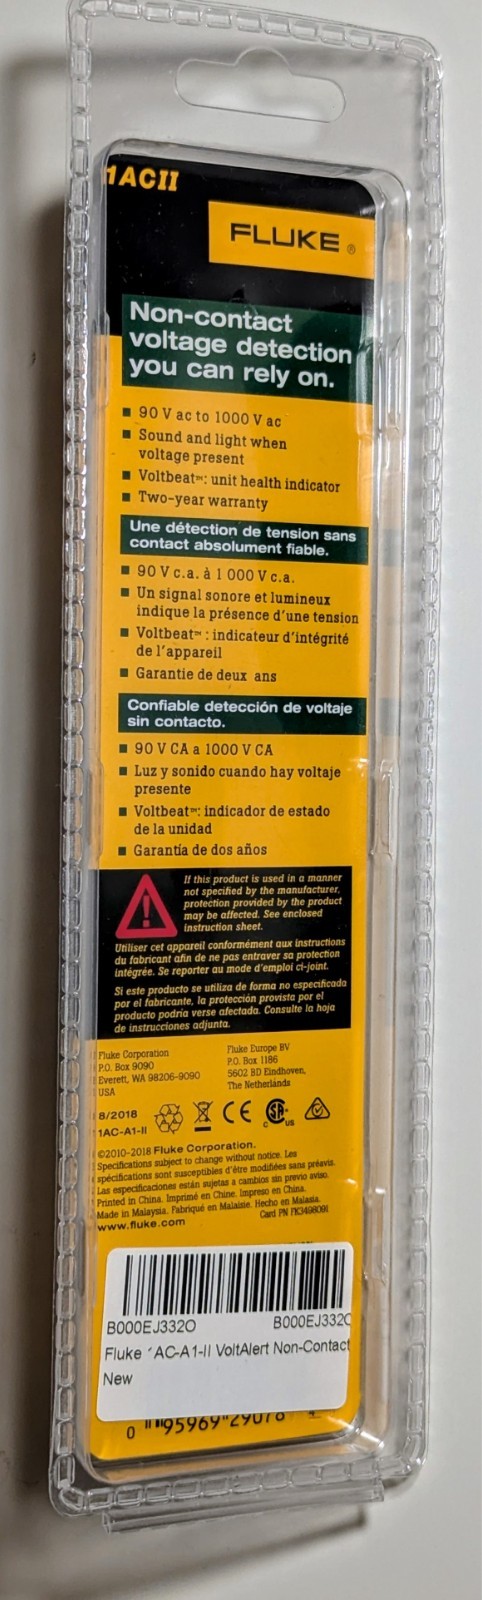 1ACII
FLUKE®
Non-contact
voltage detection
you can rely on.
■ 90 V ac to 1000 V ac
■ Sound and light when
voltage present
■ Voltbeat™: unit health indicator
■ Two-year warranty
Une détection de tension sans
contact absolument fiable.
■ 90 V c.a. à 1 000 V c.a.
■ Un signal sonore et lumineux
indique la présence d'une tension
■ Voltbeat™ : indicateur d'intégrité
de l'appareil
■ Garantie de deux ans
Confiable detección de voltaje
sin contacto.
■ 90 V CA a 1000 V CA
■ Luz y sonido cuando hay voltaje
presente
■ Voltbeat™: indicador de estado
de la unidad
■ Garantía de dos años
If this product is used in a manner
not specified by the manufacturer,
protection provided by the product
may be affected. See enclosed
instruction sheet.
Utiliser cet appareil conformément aux instructions
du fabricant afin de ne pas entraver sa protection
intégrée. Se reporter au mode d'emploi ci-joint.
Si este producto se utiliza de forma no especificada
por el fabricante, la protección provista por el
producto podría verse afectada. Consulte la hoja
de instrucciones adjunta.
Fluke Corporation
P.O. Box 9090
Everett, WA 98206-9090
USA
Fluke Europe BV
P.O. Box 1186
5602 BD Eindhoven,
The Netherlands
8/2018
CE
C US
1AC-A1-II
©2010-2018 Fluke Corporation.
Specifications subject to change without notice. Les
spécifications sont susceptibles d'être modifiées sans préavis.
Las especificaciones están sujetas a cambios sin previo aviso.
Printed in China. Imprimé en Chine. Impreso en China.
Made in Malaysia. Fabriqué en Malaisie. Hecho en Malasia.
www.fluke.com
Card PN FK3498091
B000EJ332O B000EJ332O
Fluke AC-A1-II VoltAlert Non-Contact
New
0 95969 29078